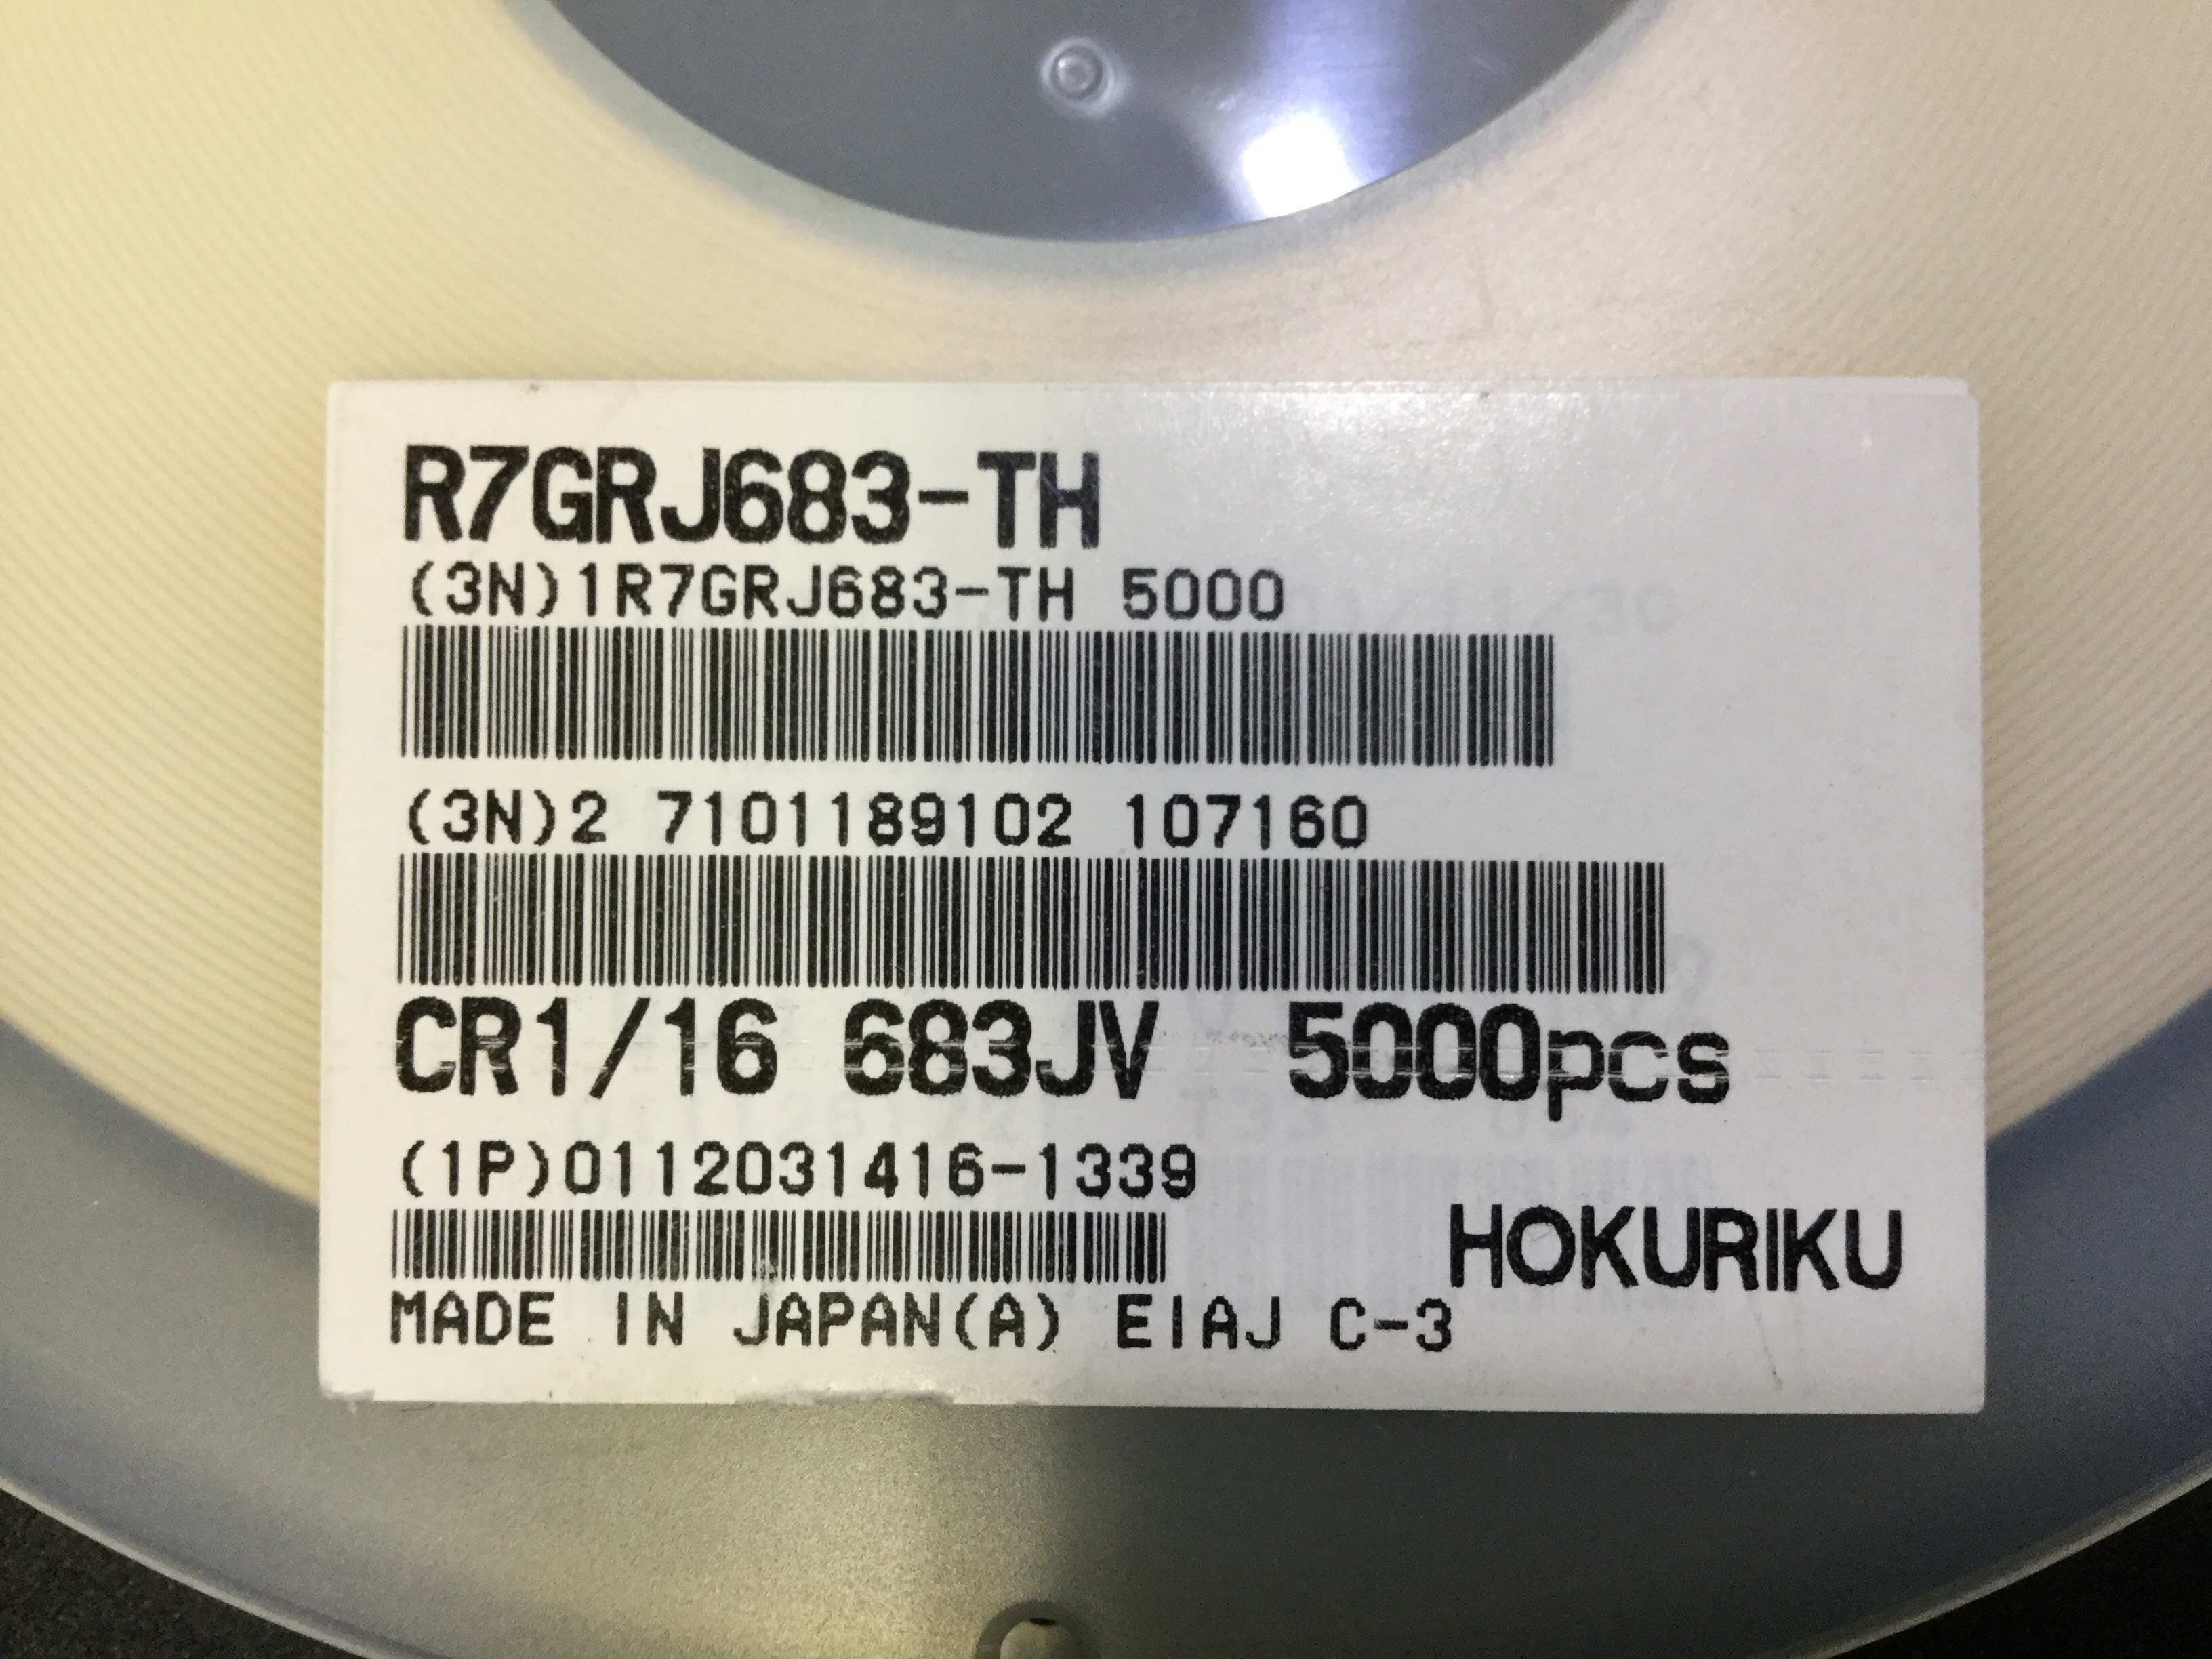 R7GRJ683-TH
(3N)1R7GRJ683-TH 5000
(3N)2 7101189102 107160
CR1/16 683JV 5000pcs
(1P)0112031416-1339
HOKURIKU
MADE IN JAPAN(A) EIAJ C-3